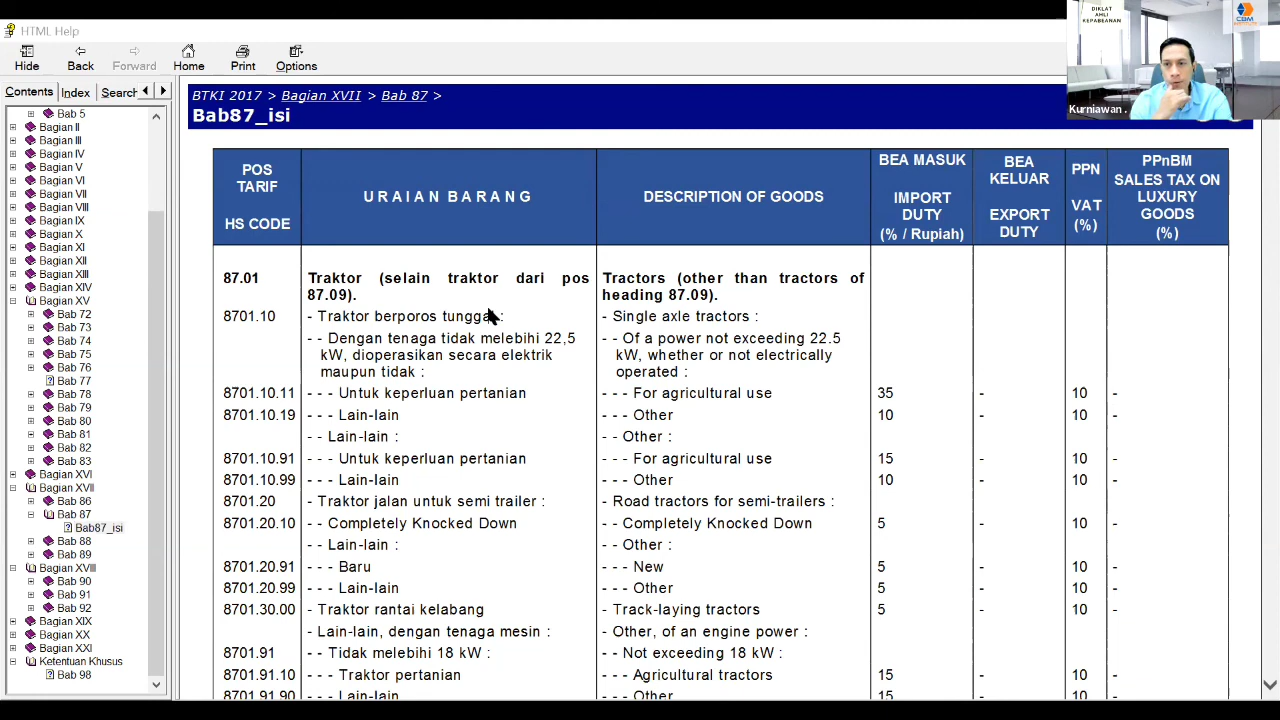 HTML Help
Hide Back Forward Home Print Options
Contents Index Search
Bab 5
Bagian II
Bagian III
Bagian IV
Bagian V
Bagian VI
Bagian VII
Bagian VIII
Bagian IX
Bagian X
Bagian XI
Bagian XII
Bagian XIII
Bagian XIV
Bagian XV
Bab 72
Bab 73
Bab 74
Bab 75
Bab 76
Bab 77
Bab 78
Bab 79
Bab 80
Bab 81
Bab 82
Bab 83
Bagian XVI
Bagian XVII
Bab 86
Bab 87
Bab87_isi
Bab 88
Bab 89
Bagian XVIII
Bab 90
Bab 91
Bab 92
Bagian XIX
Bagian XX
Bagian XXI
Ketentuan Khusus
Bab 98
BTKI 2017 > Bagian XVII > Bab 87 >
Bab87_isi
DIKLAT
AHLI
KEPABEANAN
CBM
Kurniawan .
POS
TARIF
HS CODE
URAIAN BARANG
DESCRIPTION OF GOODS
BEA MASUK
IMPORT
DUTY
(% / Rupiah)
BEA
KELUAR
EXPORT
DUTY
PPN
VAT
(%)
PPnBM
SALES TAX ON
LUXURY
GOODS
(%)
87.01 Traktor (selain traktor dari pos Tractors (other than tractors of
87.09). heading 87.09).
8701.10 - Traktor berporos tunggal : - Single axle tractors :
- - Dengan tenaga tidak melebihi 22,5 - - Of a power not exceeding 22.5
kW, dioperasikan secara elektrik kW, whether or not electrically
maupun tidak : operated :
8701.10.11 - - - Untuk keperluan pertanian - - - For agricultural use 35 - 10 -
8701.10.19 - - - Lain-lain - - - Other 10 - 10 -
- - Lain-lain : - - Other :
8701.10.91 - - - Untuk keperluan pertanian - - - For agricultural use 15 - 10 -
8701.10.99 - - - Lain-lain - - - Other 10 - 10 -
8701.20 - Traktor jalan untuk semi trailer : - Road tractors for semi-trailers :
8701.20.10 - - Completely Knocked Down - - Completely Knocked Down 5 - 10 -
- - Lain-lain : - - Other :
8701.20.91 - - - Baru - - - New 5 - 10 -
8701.20.99 - - - Lain-lain - - - Other 5 - 10 -
8701.30.00 - Traktor rantai kelabang - Track-laying tractors 5 - 10 -
- Lain-lain, dengan tenaga mesin : - Other, of an engine power :
8701.91 - - Tidak melebihi 18 kW : - - Not exceeding 18 kW :
8701.91.10 - - - Traktor pertanian - - - Agricultural tractors 15 - 10 -
8701.91.90 - - - Lain-lain - - - Other 15 - 10 -